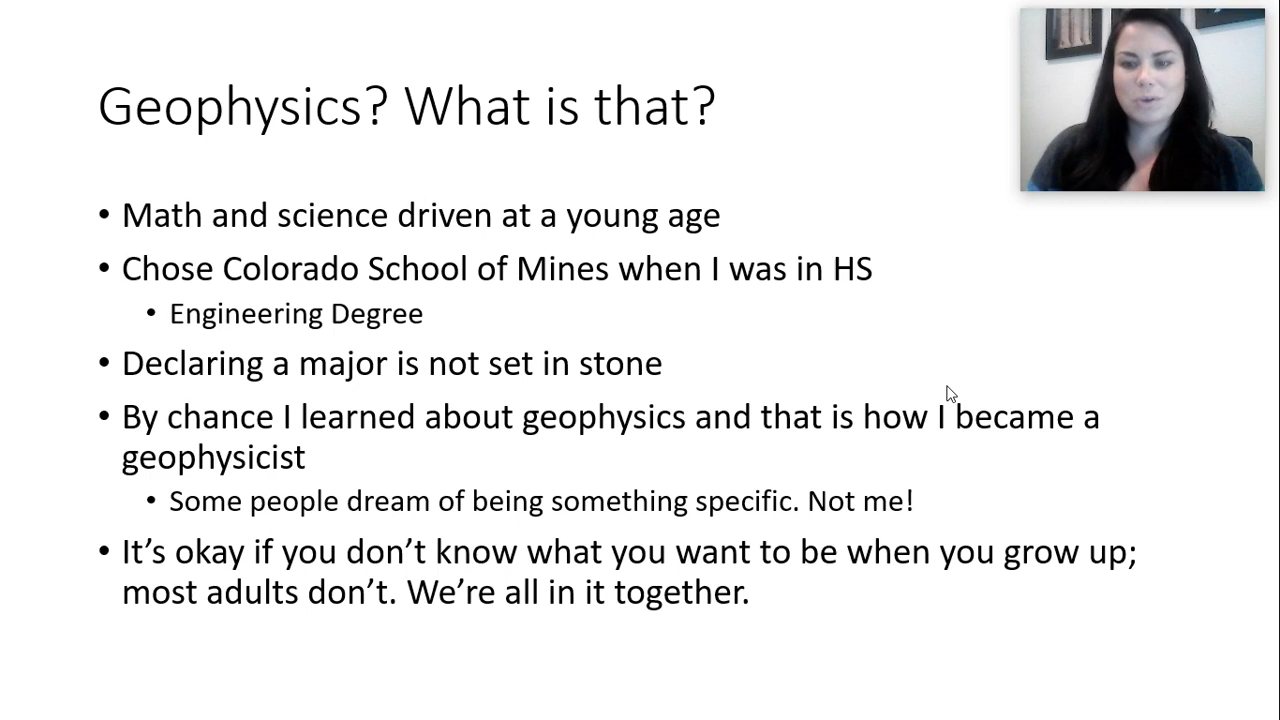 Geophysics? What is that?
• Math and science driven at a young age
• Chose Colorado School of Mines when I was in HS
• Engineering Degree
• Declaring a major is not set in stone
• By chance I learned about geophysics and that is how I became a
geophysicist
• Some people dream of being something specific. Not me!
• It’s okay if you don’t know what you want to be when you grow up;
most adults don’t. We’re all in it together.